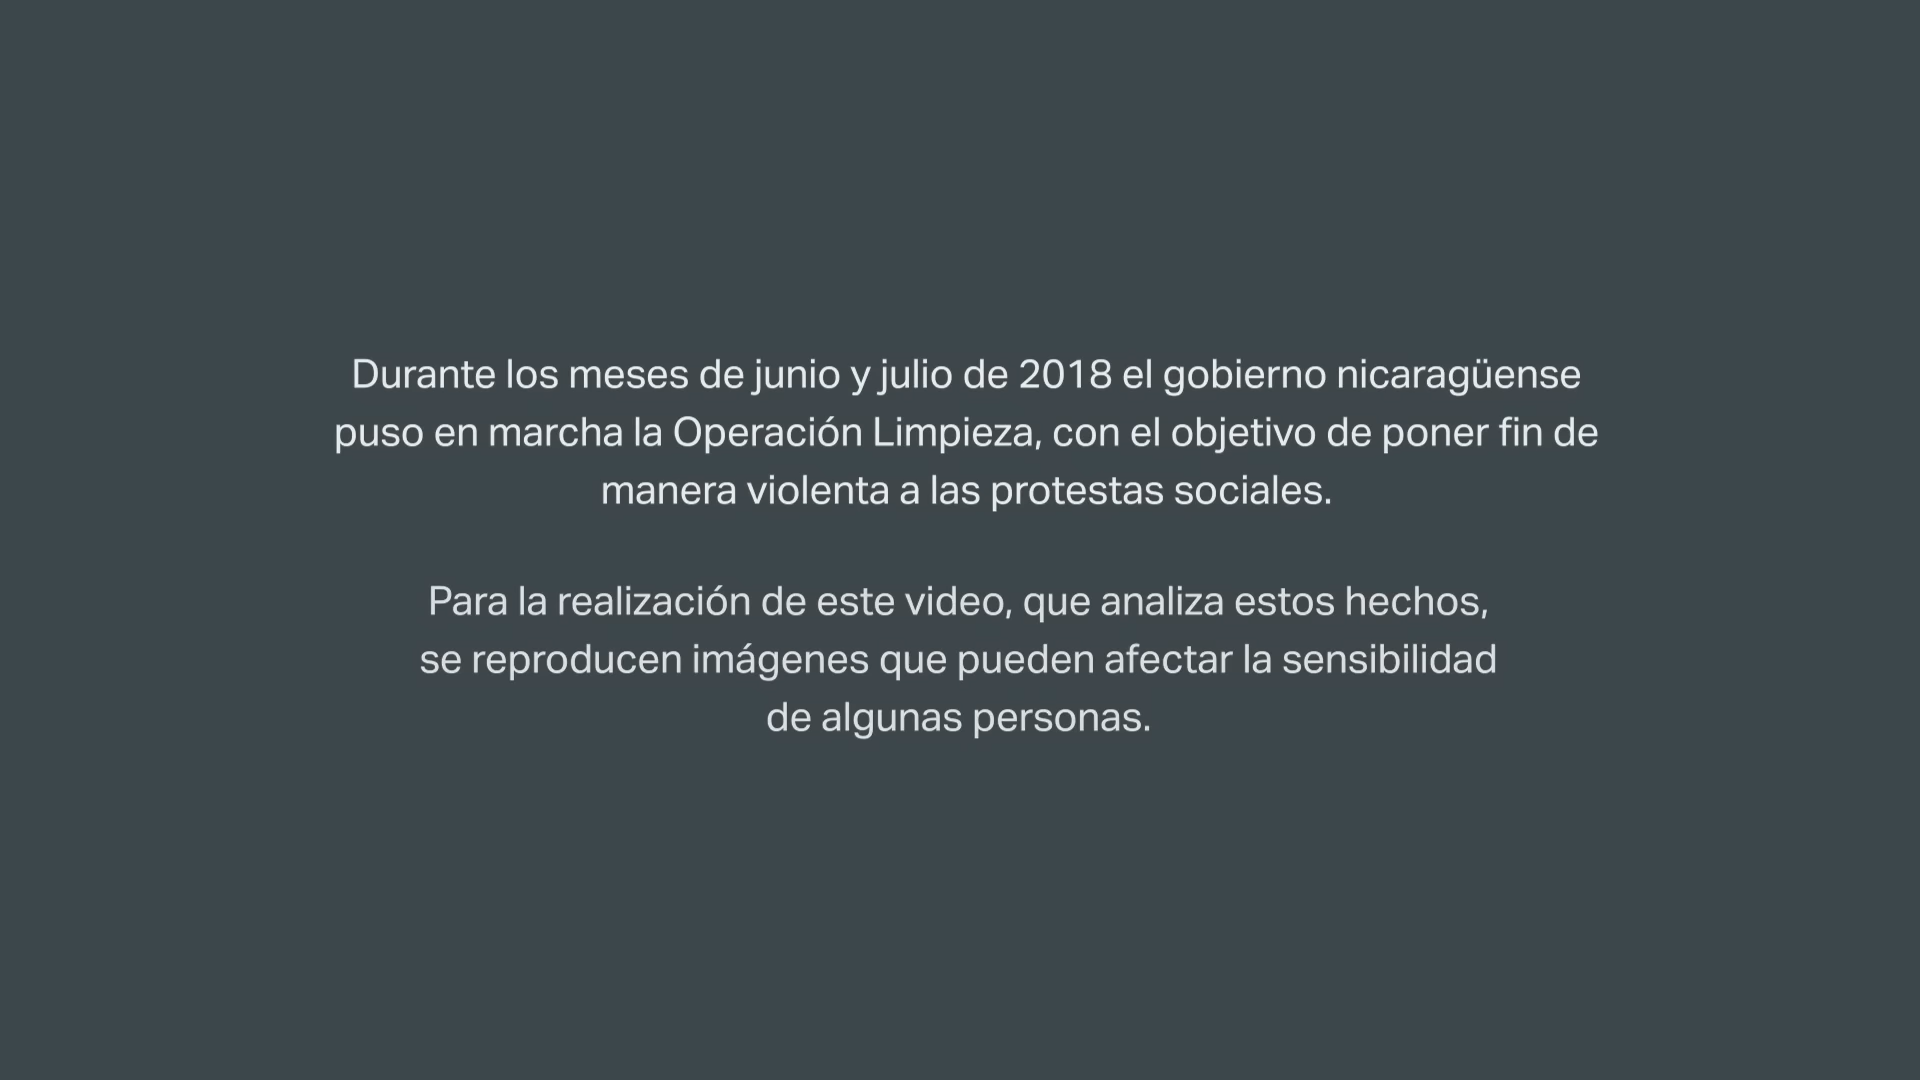 Durante los meses de junio y julio de 2018 el gobierno nicaragüense
puso en marcha la Operación Limpieza, con el objetivo de poner fin de
manera violenta a las protestas sociales.
Para la realización de este video, que analiza estos hechos,
se reproducen imágenes que pueden afectar la sensibilidad
de algunas personas.